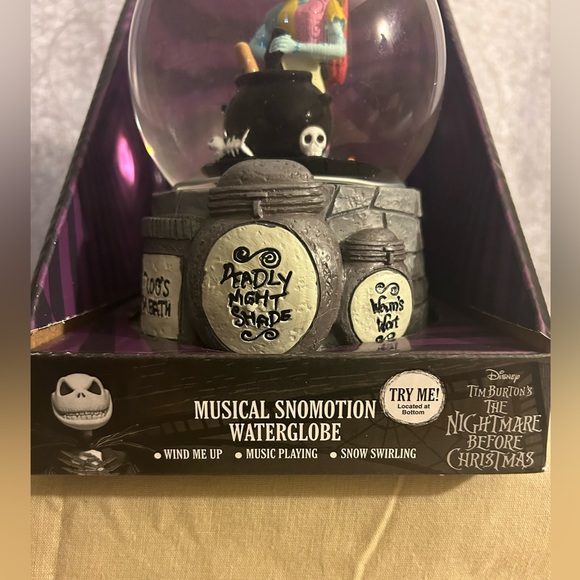 DEADLY
NIGHT
SHADE
BATH
WORM'S
WORT
TRY ME!
Located at
Bottom
MUSICAL SNOMOTION
WATERGLOBE
• WIND ME UP • MUSIC PLAYING • SNOW SWIRLING
Disney
TIM BURTON'S
THE
NIGHTMARE
BEFORE
CHRISTMAS